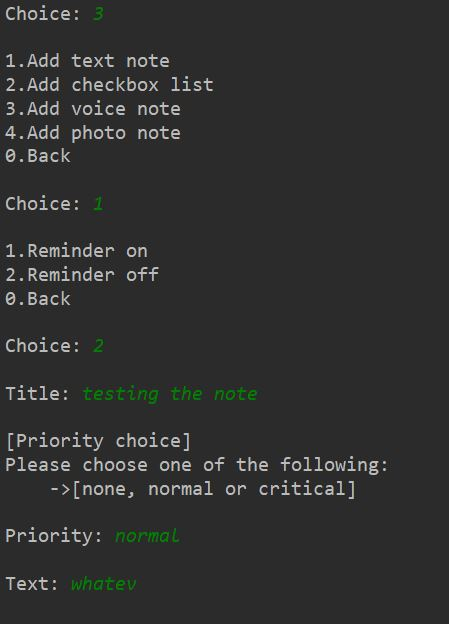 Choice: 3
1.Add text note
2.Add checkbox list
3.Add voice note
4.Add photo note
0.Back
Choice: 1
1.Reminder on
2.Reminder off
0.Back
Choice: 2
Title: testing the note
[Priority choice]
Please choose one of the following:
->[none, normal or critical]
Priority: normal
Text: whatev